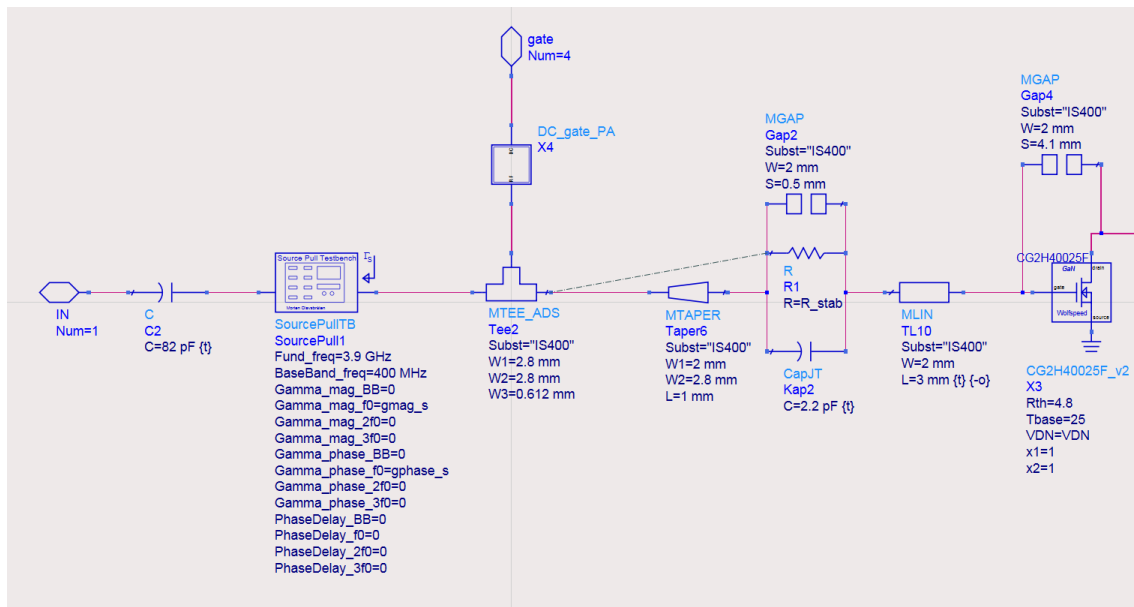 gate
Num=4
DC_gate_PA
X4
MGAP
Gap2
Subst="IS400"
W=2 mm
S=0.5 mm
MGAP
Gap4
Subst="IS400"
W=2 mm
S=4.1 mm
IN
Num=1
C
C2
C=82 pF {t}
Source Pull Testbench
Morten Olavsbråten
SourcePullTB
SourcePull1
Fund_freq=3.9 GHz
BaseBand_freq=400 MHz
Gamma_mag_BB=0
Gamma_mag_f0=gmag_s
Gamma_mag_2f0=0
Gamma_mag_3f0=0
Gamma_phase_BB=0
Gamma_phase_f0=gphase_s
Gamma_phase_2f0=0
Gamma_phase_3f0=0
PhaseDelay_BB=0
PhaseDelay_f0=0
PhaseDelay_2f0=0
PhaseDelay_3f0=0
MTEE_ADS
Tee2
Subst="IS400"
W1=2.8 mm
W2=2.8 mm
W3=0.612 mm
MTAPER
Taper6
Subst="IS400"
W1=2 mm
W2=2.8 mm
L=1 mm
R
R1
R=R_stab
CapJT
Kap2
C=2.2 pF {t}
MLIN
TL10
Subst="IS400"
W=2 mm
L=3 mm {t} {-o}
CG2H40025F
GaN
drain
gate
source
Wolfspeed
CG2H40025F_v2
X3
Rth=4.8
Tbase=25
VDN=VDN
x1=1
x2=1